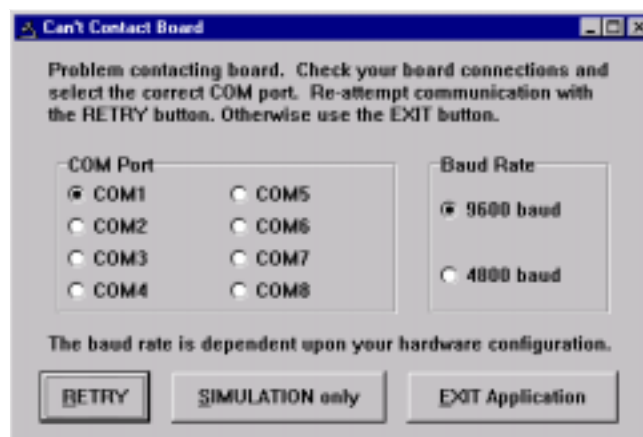 Can't Contact Board
Problem contacting board. Check your board connections and
select the correct COM port. Re-attempt communication with
the RETRY button. Otherwise use the EXIT button.
COM Port
Baud Rate
COM1
COM5
COM2
COM6
COM3
COM7
COM4
COM8
9600 baud
4800 baud
The baud rate is dependent upon your hardware configuration.
RETRY
SIMULATION only
EXIT Application